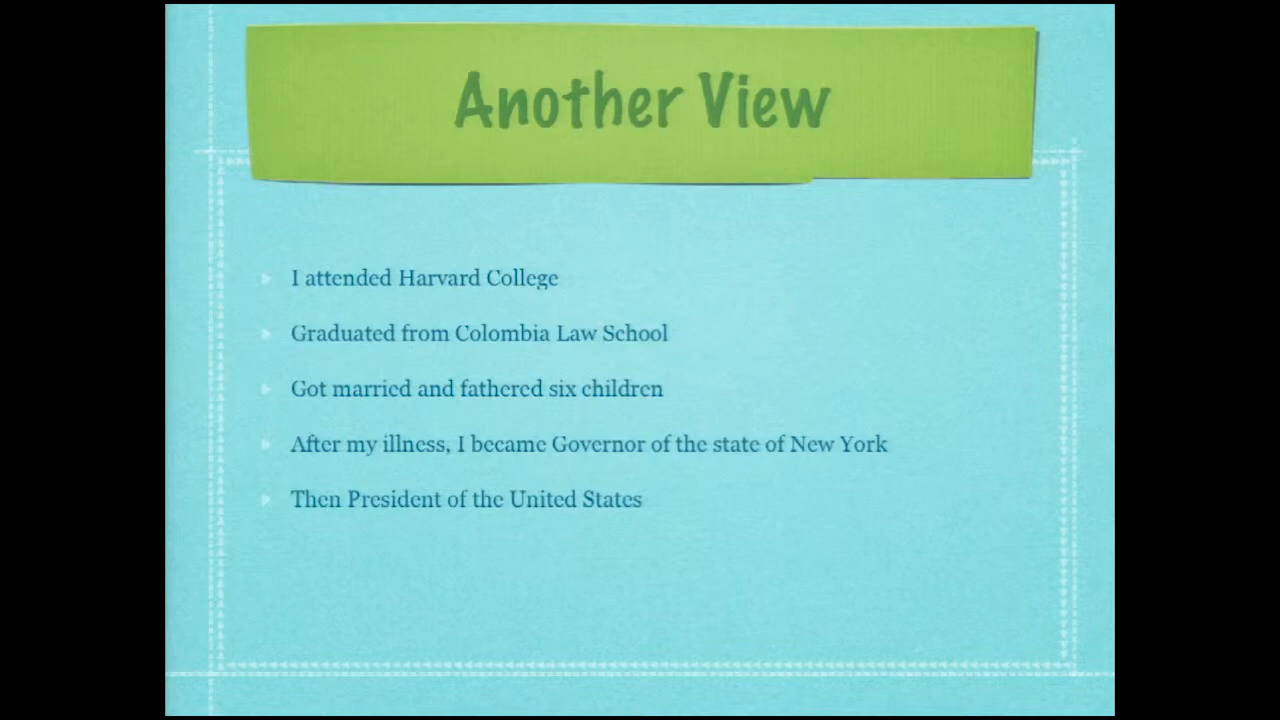 Another View
I attended Harvard College
Graduated from Colombia Law School
Got married and fathered six children
After my illness, I became Governor of the state of New York
Then President of the United States